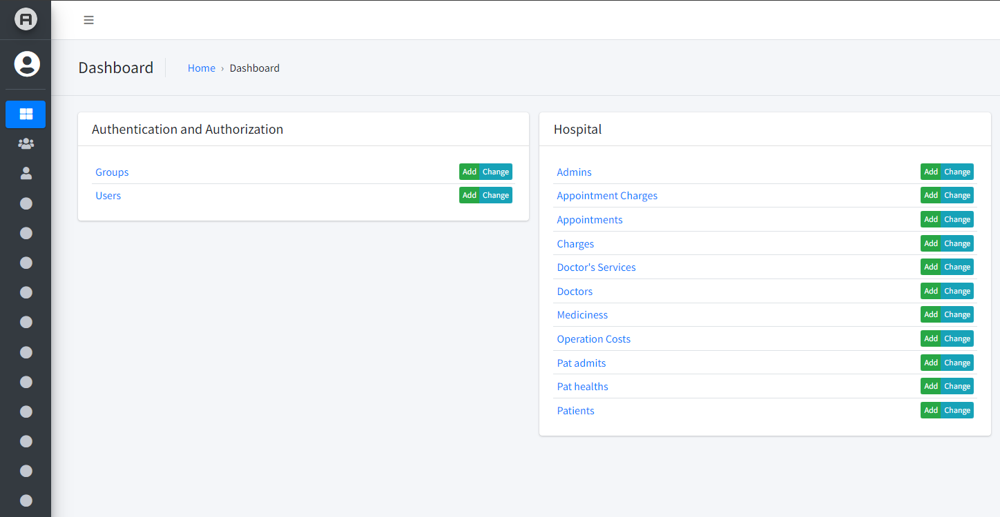 A
Dashboard
Home › Dashboard
Authentication and Authorization
Groups Add Change
Users Add Change
Hospital
Admins Add Change
Appointment Charges Add Change
Appointments Add Change
Charges Add Change
Doctor's Services Add Change
Doctors Add Change
Mediciness Add Change
Operation Costs Add Change
Pat admits Add Change
Pat healths Add Change
Patients Add Change